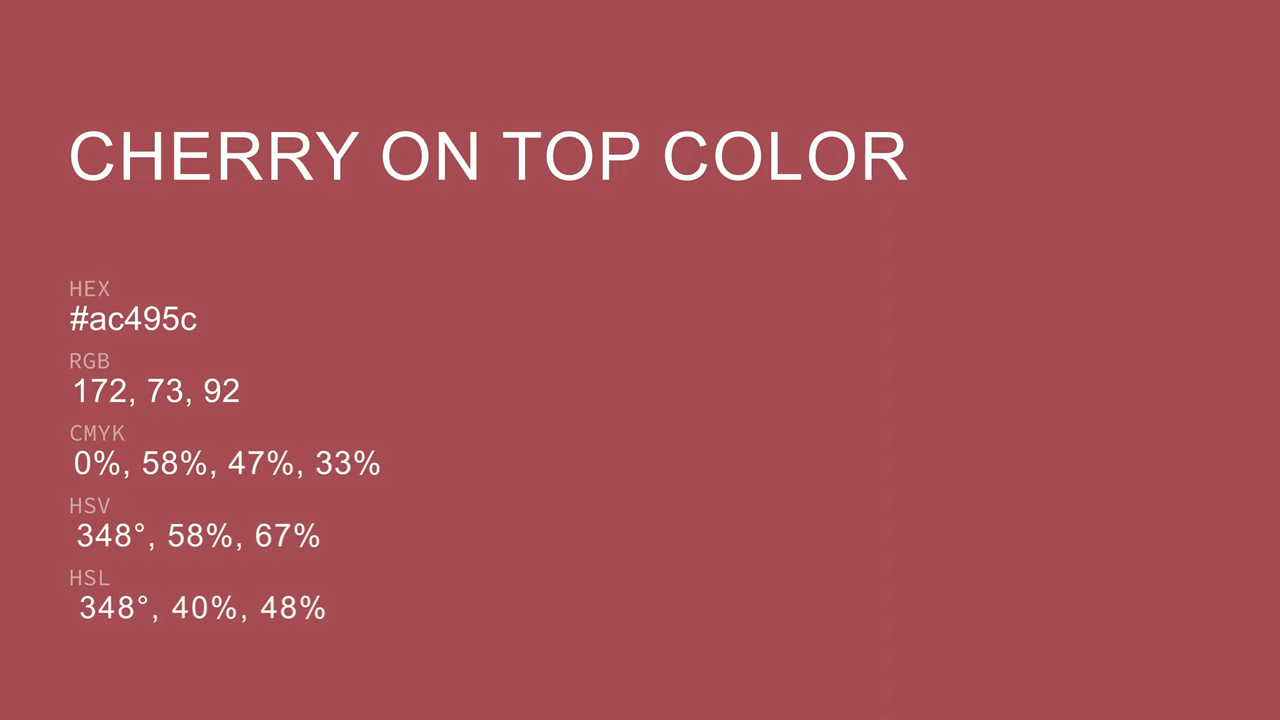 CHERRY ON TOP COLOR
HEX
#ac495c
RGB
172, 73, 92
CMYK
0%, 58%, 47%, 33%
HSV
348°, 58%, 67%
HSL
348°, 40%, 48%